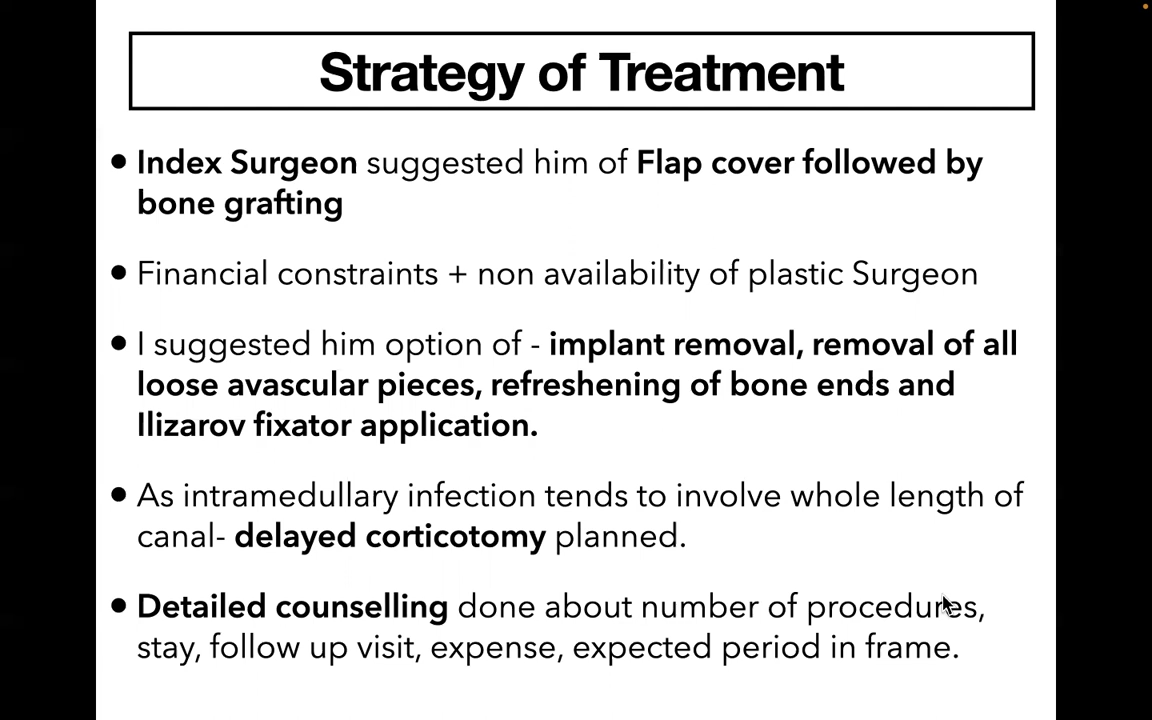 Strategy of Treatment
• Index Surgeon suggested him of Flap cover followed by
bone grafting
• Financial constraints + non availability of plastic Surgeon
• I suggested him option of - implant removal, removal of all
loose avascular pieces, refreshening of bone ends and
Ilizarov fixator application.
• As intramedullary infection tends to involve whole length of
canal- delayed corticotomy planned.
• Detailed counselling done about number of procedures,
stay, follow up visit, expense, expected period in frame.